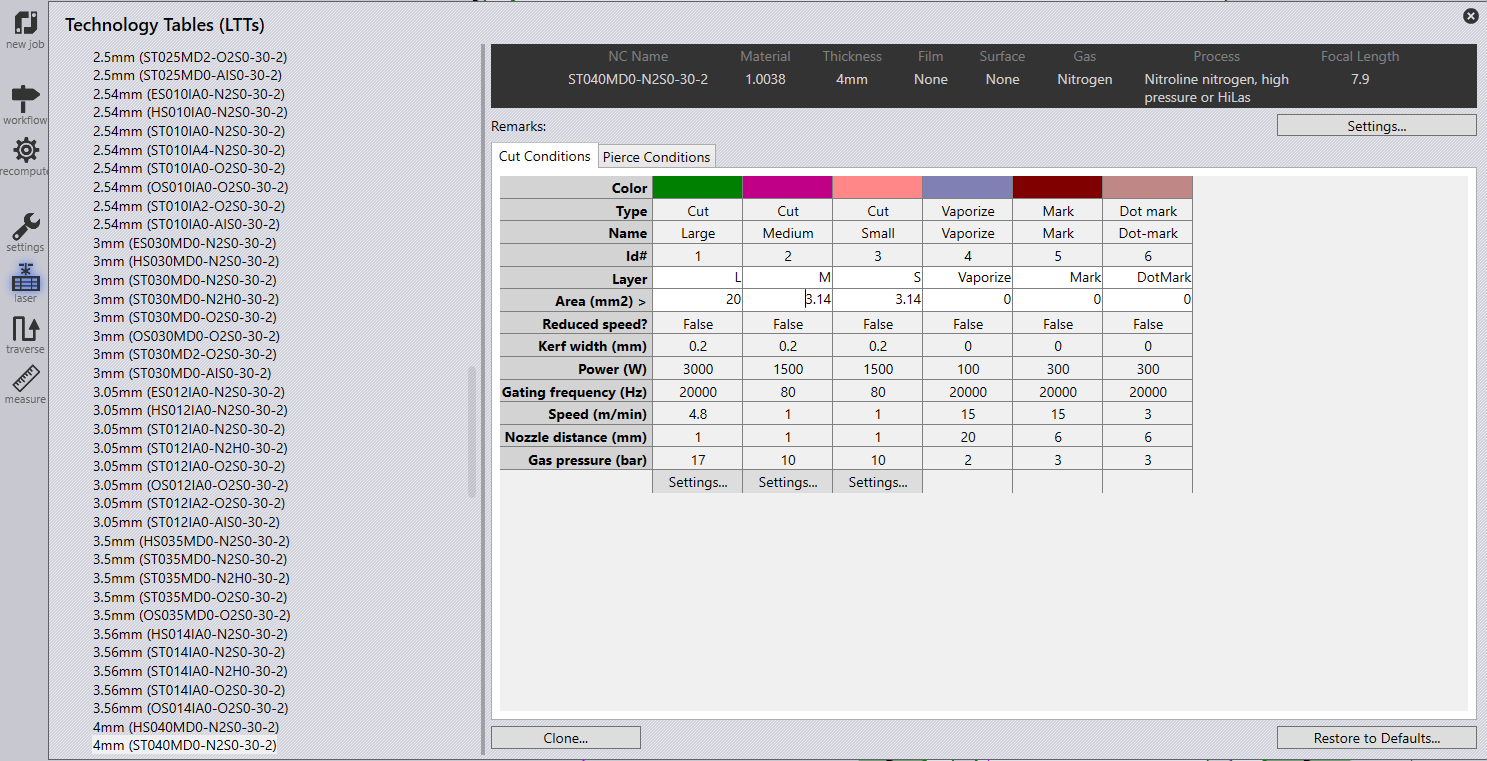 Technology Tables (LTTs)
new job
workflow
recompute
settings
laser
traverse
measure
2.5mm (ST025MD2-O2S0-30-2)
2.5mm (ST025MD0-AIS0-30-2)
2.54mm (ES010IA0-N2S0-30-2)
2.54mm (HS010IA0-N2S0-30-2)
2.54mm (ST010IA0-N2S0-30-2)
2.54mm (ST010IA4-N2S0-30-2)
2.54mm (ST010IA0-O2S0-30-2)
2.54mm (OS010IA0-O2S0-30-2)
2.54mm (ST010IA2-O2S0-30-2)
2.54mm (ST010IA0-AIS0-30-2)
3mm (ES030MD0-N2S0-30-2)
3mm (HS030MD0-N2S0-30-2)
3mm (ST030MD0-N2S0-30-2)
3mm (ST030MD0-N2H0-30-2)
3mm (ST030MD0-O2S0-30-2)
3mm (OS030MD0-O2S0-30-2)
3mm (ST030MD2-O2S0-30-2)
3mm (ST030MD0-AIS0-30-2)
3.05mm (ES012IA0-N2S0-30-2)
3.05mm (HS012IA0-N2S0-30-2)
3.05mm (ST012IA0-N2S0-30-2)
3.05mm (ST012IA0-N2H0-30-2)
3.05mm (ST012IA0-O2S0-30-2)
3.05mm (OS012IA0-O2S0-30-2)
3.05mm (ST012IA2-O2S0-30-2)
3.05mm (ST012IA0-AIS0-30-2)
3.5mm (HS035MD0-N2S0-30-2)
3.5mm (ST035MD0-N2S0-30-2)
3.5mm (ST035MD0-N2H0-30-2)
3.5mm (ST035MD0-O2S0-30-2)
3.5mm (OS035MD0-O2S0-30-2)
3.56mm (HS014IA0-N2S0-30-2)
3.56mm (ST014IA0-N2S0-30-2)
3.56mm (ST014IA0-N2H0-30-2)
3.56mm (ST014IA0-O2S0-30-2)
3.56mm (OS014IA0-O2S0-30-2)
4mm (HS040MD0-N2S0-30-2)
4mm (ST040MD0-N2S0-30-2)
NC Name Material Thickness Film Surface Gas Process Focal Length
ST040MD0-N2S0-30-2 1.0038 4mm None None Nitrogen Nitroline nitrogen, high 7.9
pressure or HiLas
Remarks: Settings...
Cut Conditions Pierce Conditions
Color
Type Cut Cut Cut Vaporize Mark Dot mark
Name Large Medium Small Vaporize Mark Dot-mark
Id# 1 2 3 4 5 6
Layer L M S Vaporize Mark DotMark
Area (mm2) > 20 3.14 3.14 0 0 0
Reduced speed? False False False False False False
Kerf width (mm) 0.2 0.2 0.2 0 0 0
Power (W) 3000 1500 1500 100 300 300
Gating frequency (Hz) 20000 80 80 20000 20000 20000
Speed (m/min) 4.8 1 1 15 15 3
Nozzle distance (mm) 1 1 1 20 6 6
Gas pressure (bar) 17 10 10 2 3 3
Settings... Settings... Settings...
Clone... Restore to Defaults...